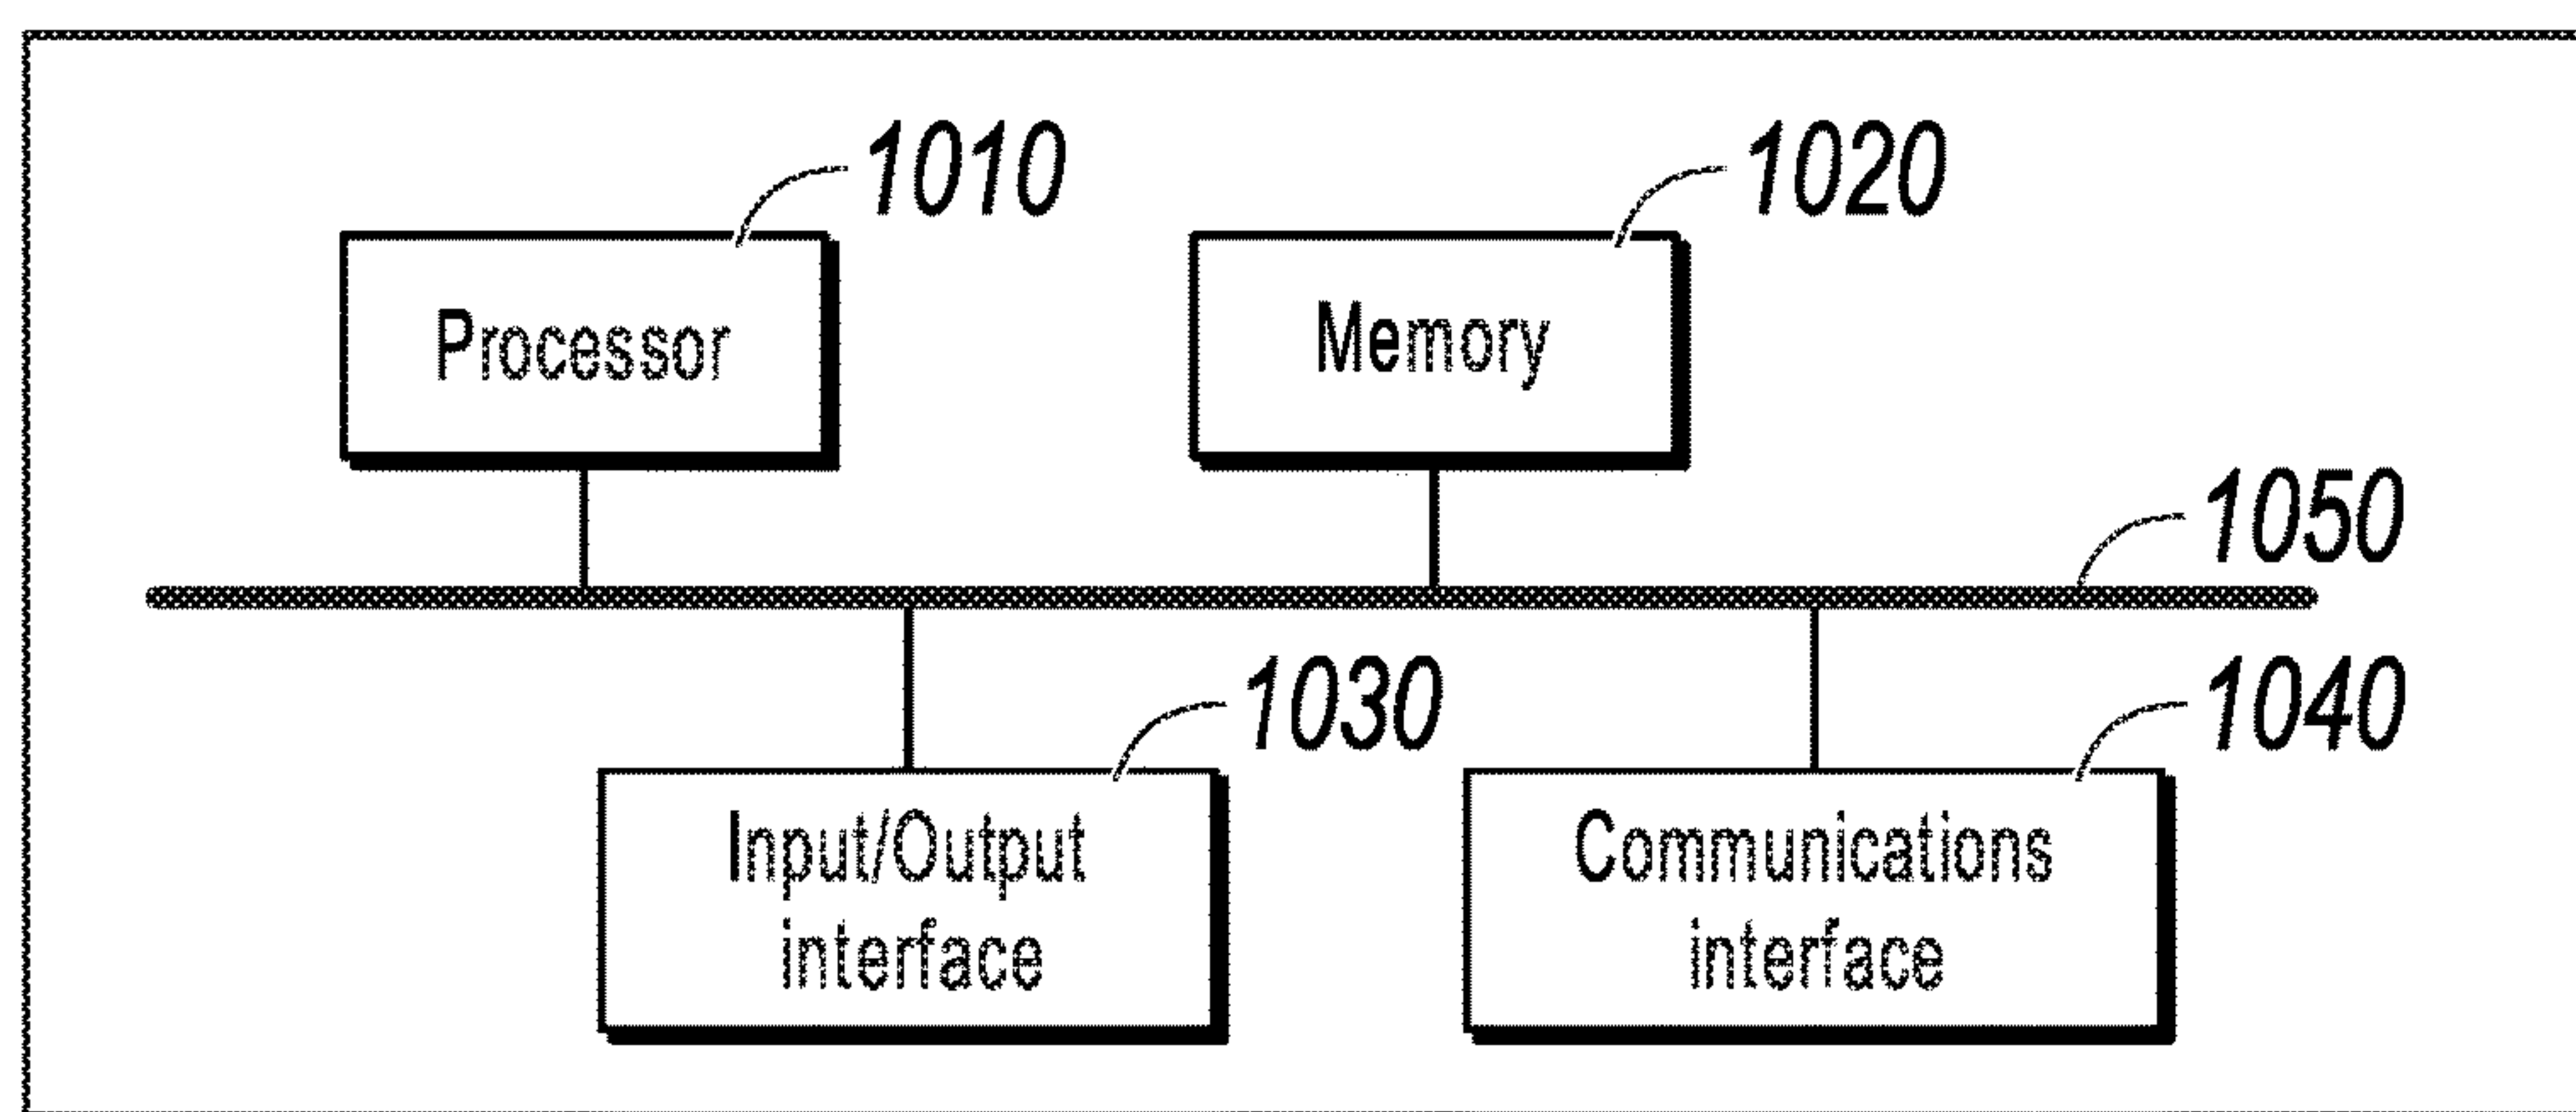 1010
1020
Processor
Memory
1050
1030
1040
Input/Output
interface
Communications
interface